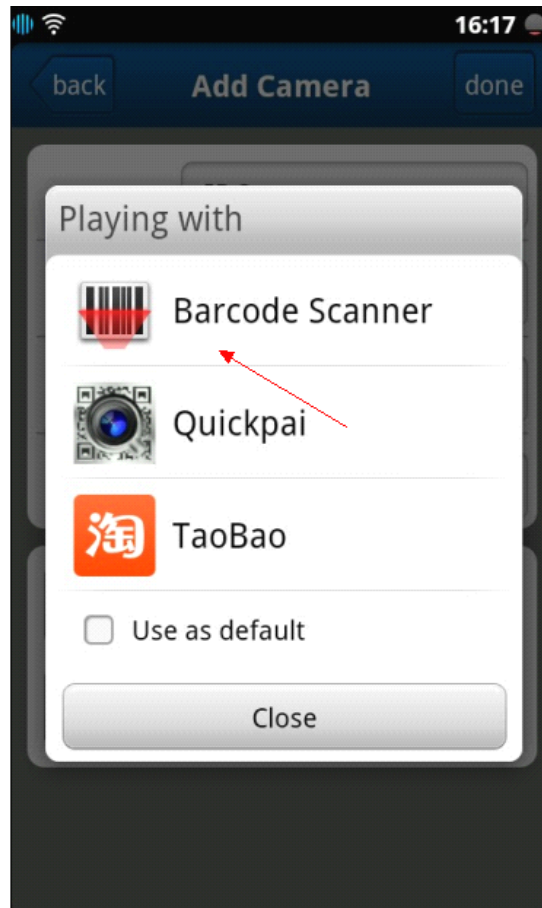 16:17
back
Add Camera
done
Playing with
Barcode Scanner
Quickpai
淘
TaoBao
Use as default
Close